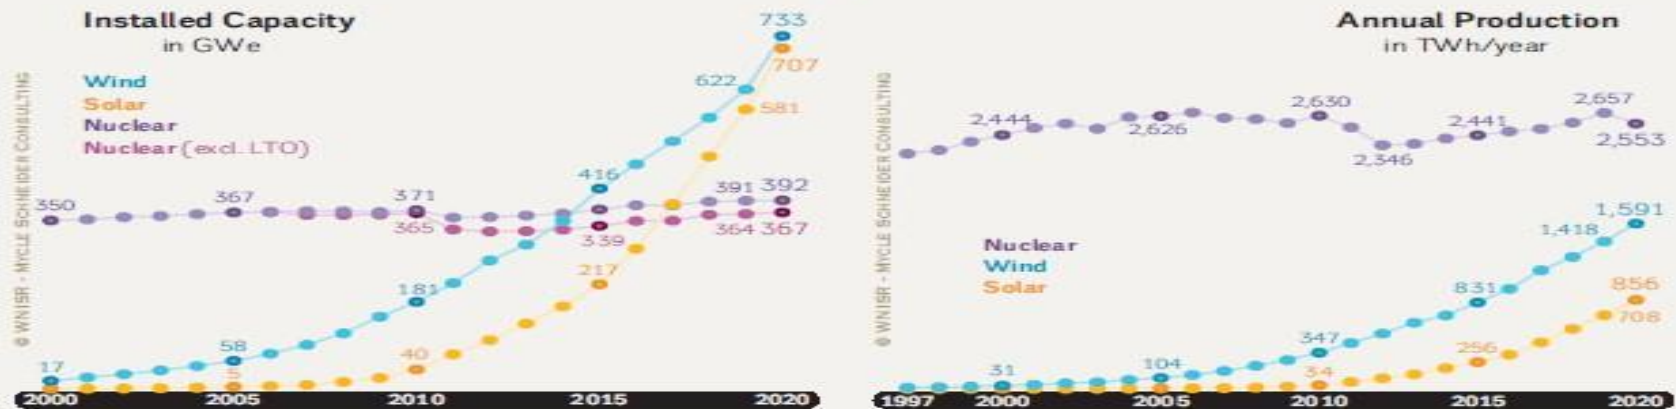 Installed Capacity
in GWe
Wind
Solar
Nuclear
Nuclear (excl. LTO)
© WNISR - MYCLE SCHNEIDER CONSULTING
733
707
622
581
416
391 392
350
367
371
365
339
364 367
217
181
58
40
17
5
2000 2005 2010 2015 2020
Annual Production
in TWh/year
© WNISR - MYCLE SCHNEIDER CONSULTING
2,444
2,626
2,630
2,346
2,441
2,657
2,553
Nuclear
Wind
Solar
1,591
1,418
831
856
708
347
256
104
34
31
1997 2000 2005 2010 2015 2020